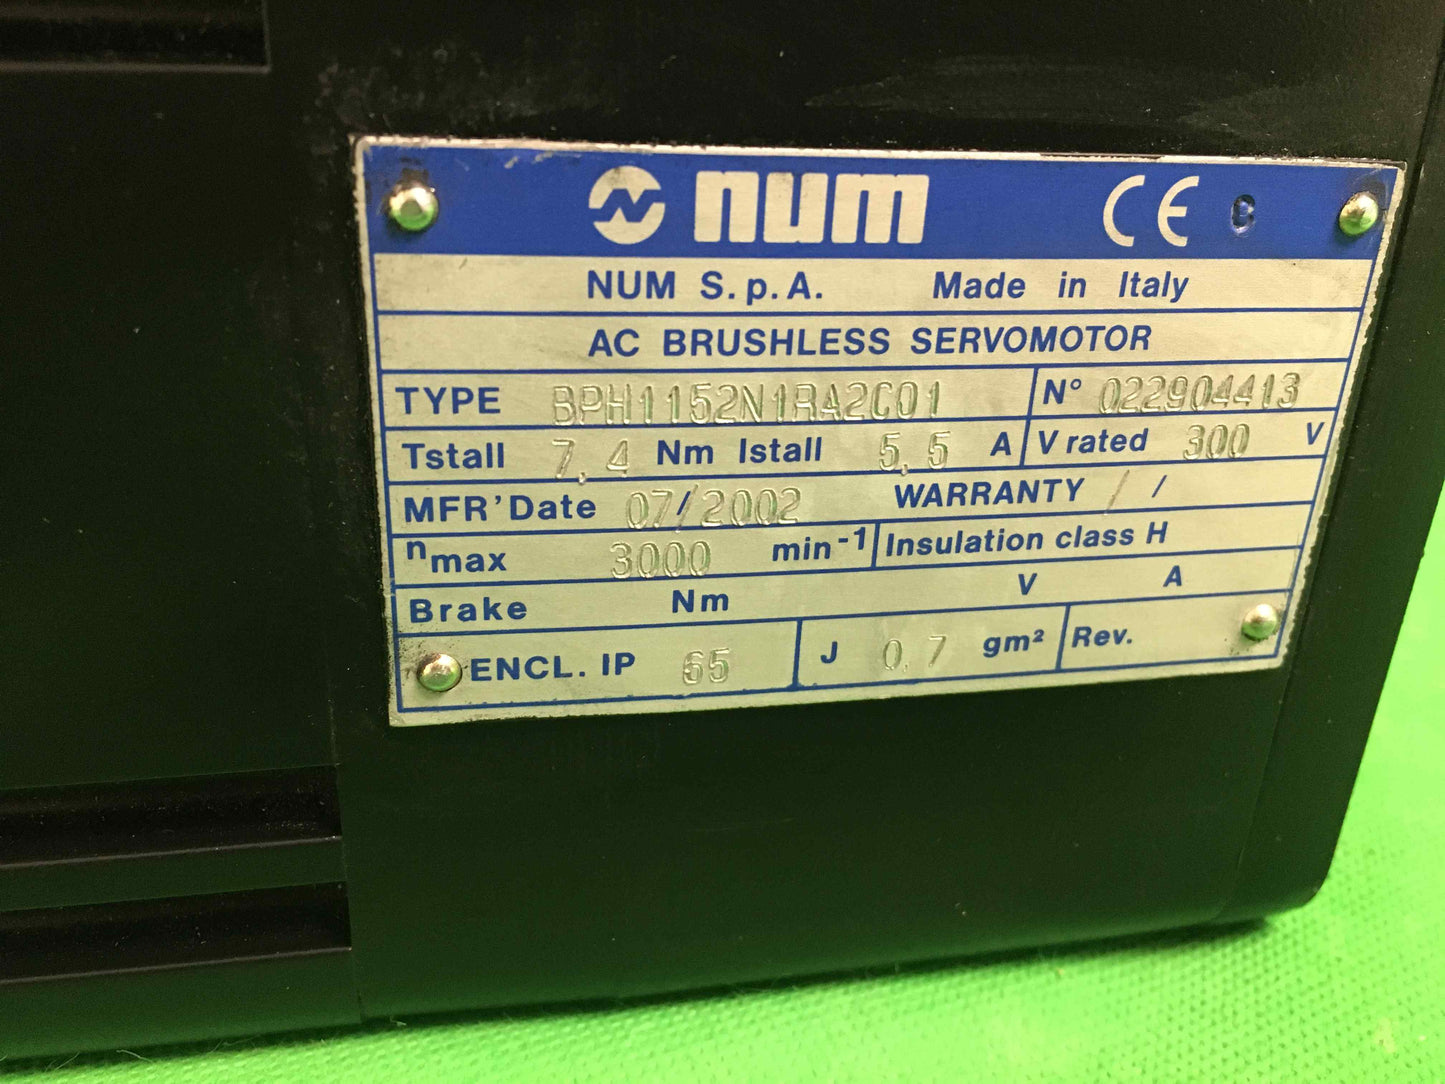 num CE
NUM S.p.A. Made in Italy
AC BRUSHLESS SERVOMOTOR
TYPE BPH1152N1RA2C01 N° 022904413
Tstall 7,4 Nm Istall 5,5 A V rated 300 V
MFR'Date 07/2002 WARRANTY / /
nmax 3000 min-1 Insulation class H
Brake Nm V A
ENCL. IP 65 J 0,7 gm² Rev.